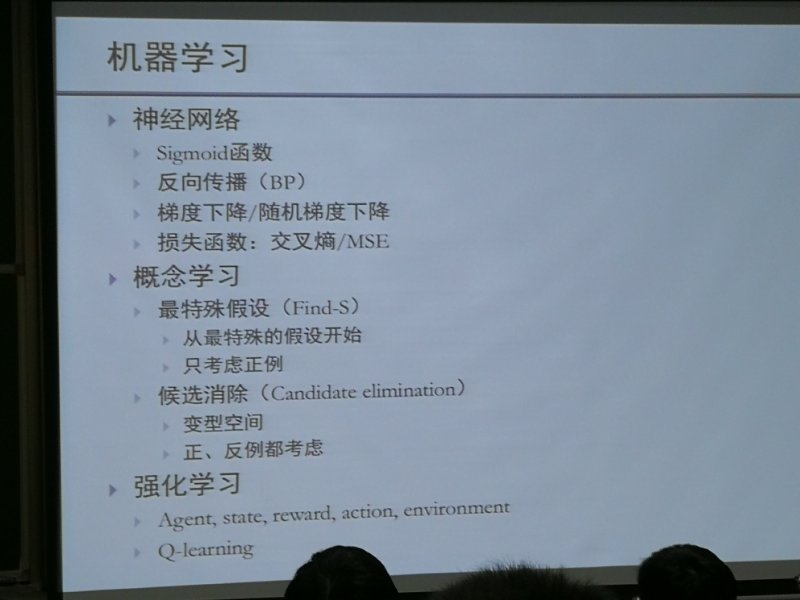 机器学习
神经网络
Sigmoid函数
反向传播（BP）
梯度下降/随机梯度下降
损失函数：交叉熵/MSE
概念学习
最特殊假设（Find-S）
从最特殊的假设开始
只考虑正例
候选消除（Candidate elimination）
变型空间
正、反例都考虑
强化学习
Agent, state, reward, action, environment
Q-learning